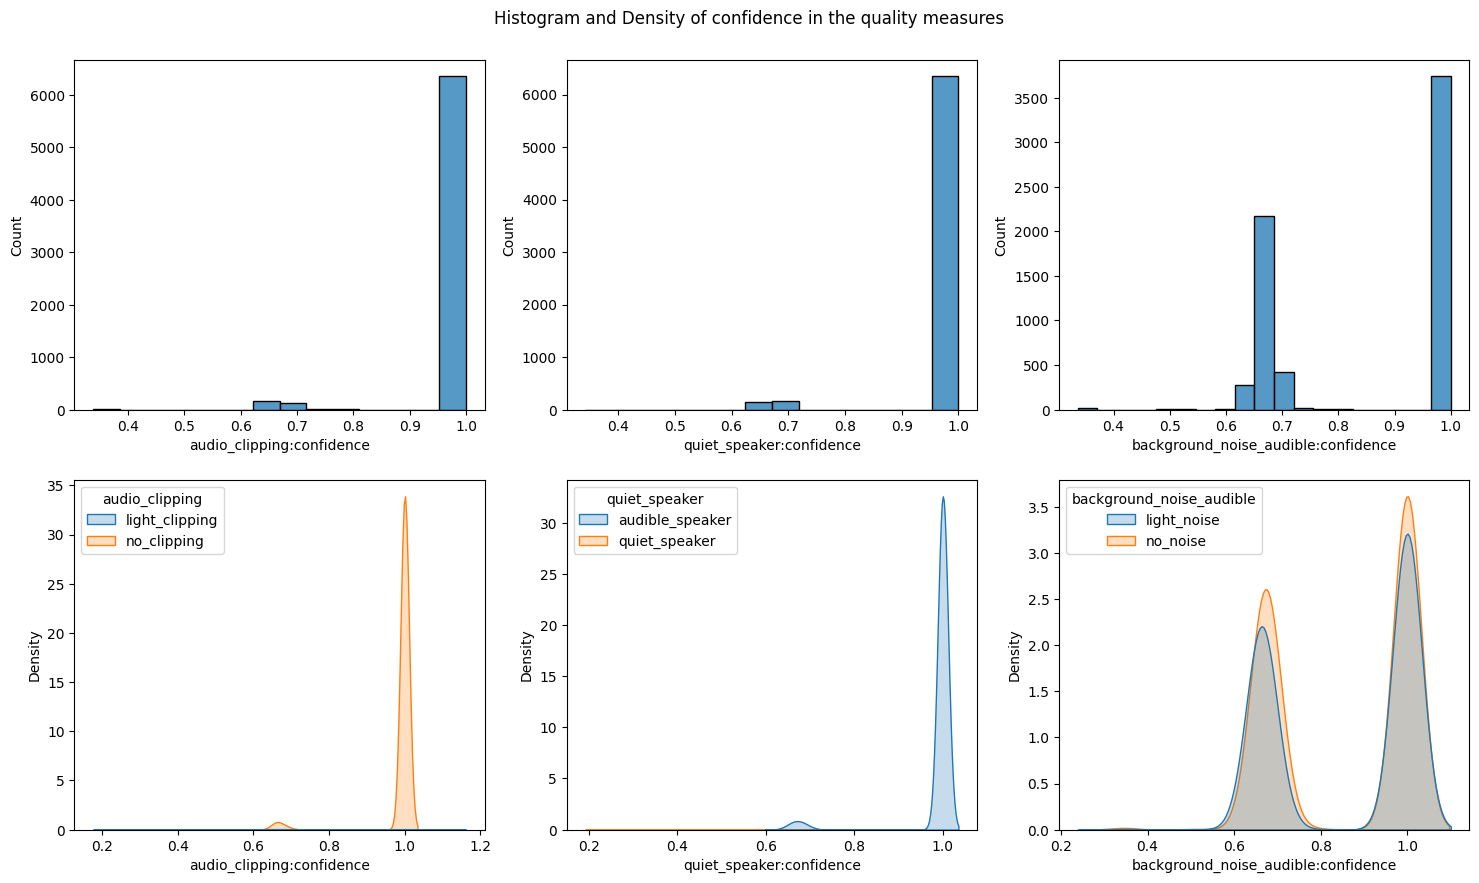 Histogram and Density of confidence in the quality measures
6000
5000
4000
3000
2000
1000
0
Count
0.4 0.5 0.6 0.7 0.8 0.9 1.0
audio_clipping:confidence
6000
5000
4000
3000
2000
1000
0
Count
0.4 0.5 0.6 0.7 0.8 0.9 1.0
quiet_speaker:confidence
3500
3000
2500
2000
1500
1000
500
0
Count
0.4 0.5 0.6 0.7 0.8 0.9 1.0
background_noise_audible:confidence
35
30
25
20
15
10
5
0
Density
audio_clipping
light_clipping
no_clipping
0.2 0.4 0.6 0.8 1.0 1.2
audio_clipping:confidence
30
25
20
15
10
5
0
Density
quiet_speaker
audible_speaker
quiet_speaker
0.2 0.4 0.6 0.8 1.0
quiet_speaker:confidence
3.5
3.0
2.5
2.0
1.5
1.0
0.5
0.0
Density
background_noise_audible
light_noise
no_noise
0.2 0.4 0.6 0.8 1.0
background_noise_audible:confidence